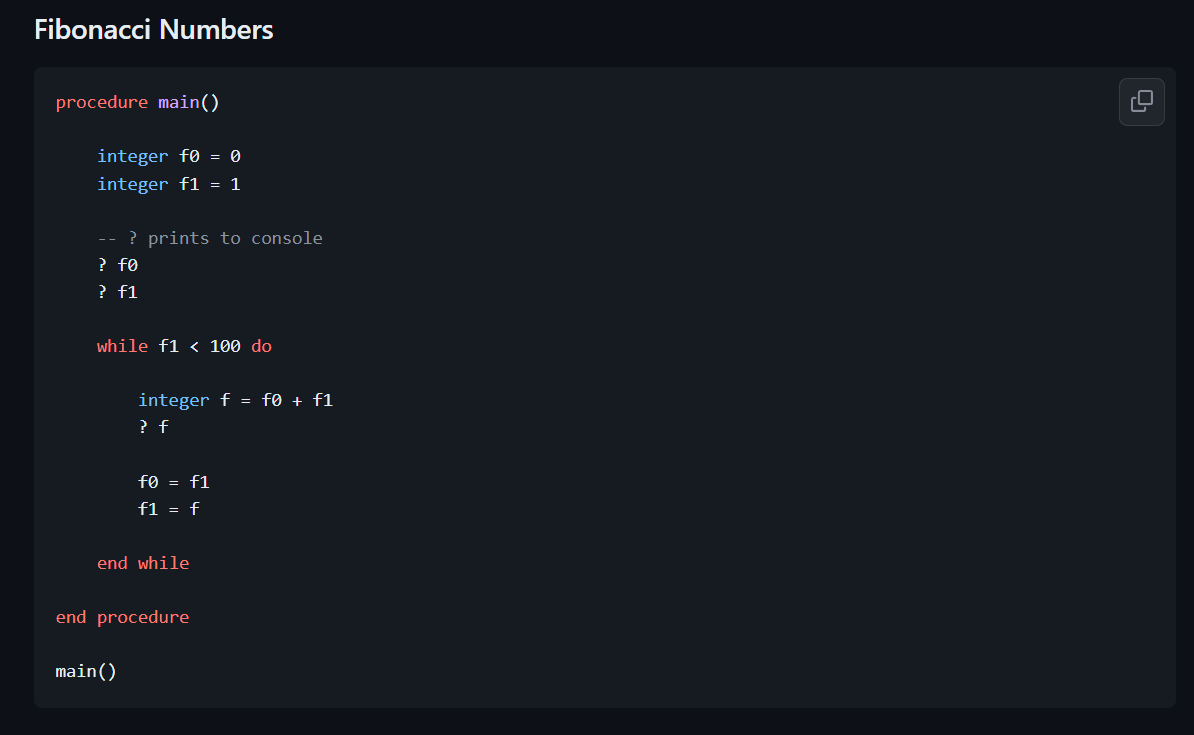 Fibonacci Numbers
procedure main()
    integer f0 = 0
    integer f1 = 1
    -- ? prints to console
    ? f0
    ? f1
    while f1 < 100 do
        integer f = f0 + f1
        ? f
        f0 = f1
        f1 = f
    end while
end procedure
main()